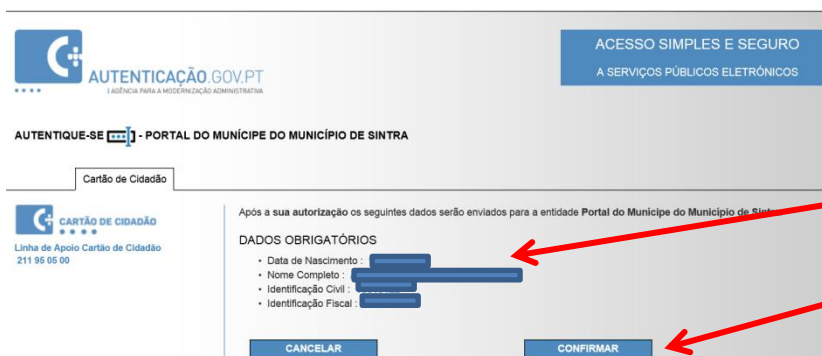 AUTENTICAÇÃO.GOV.PT
| AGÊNCIA PARA A MODERNIZAÇÃO ADMINISTRATIVA
ACESSO SIMPLES E SEGURO
A SERVIÇOS PÚBLICOS ELETRÓNICOS
AUTENTIQUE-SE - PORTAL DO MUNÍCIPE DO MUNICÍPIO DE SINTRA
Cartão de Cidadão
CARTÃO DE CIDADÃO
Linha de Apoio Cartão de Cidadão
211 95 05 00
Após a sua autorização os seguintes dados serão enviados para a entidade Portal do Municipe do Municipio de Sintra
DADOS OBRIGATÓRIOS
• Data de Nascimento :
• Nome Completo :
• Identificação Civil :
• Identificação Fiscal :
CANCELAR
CONFIRMAR